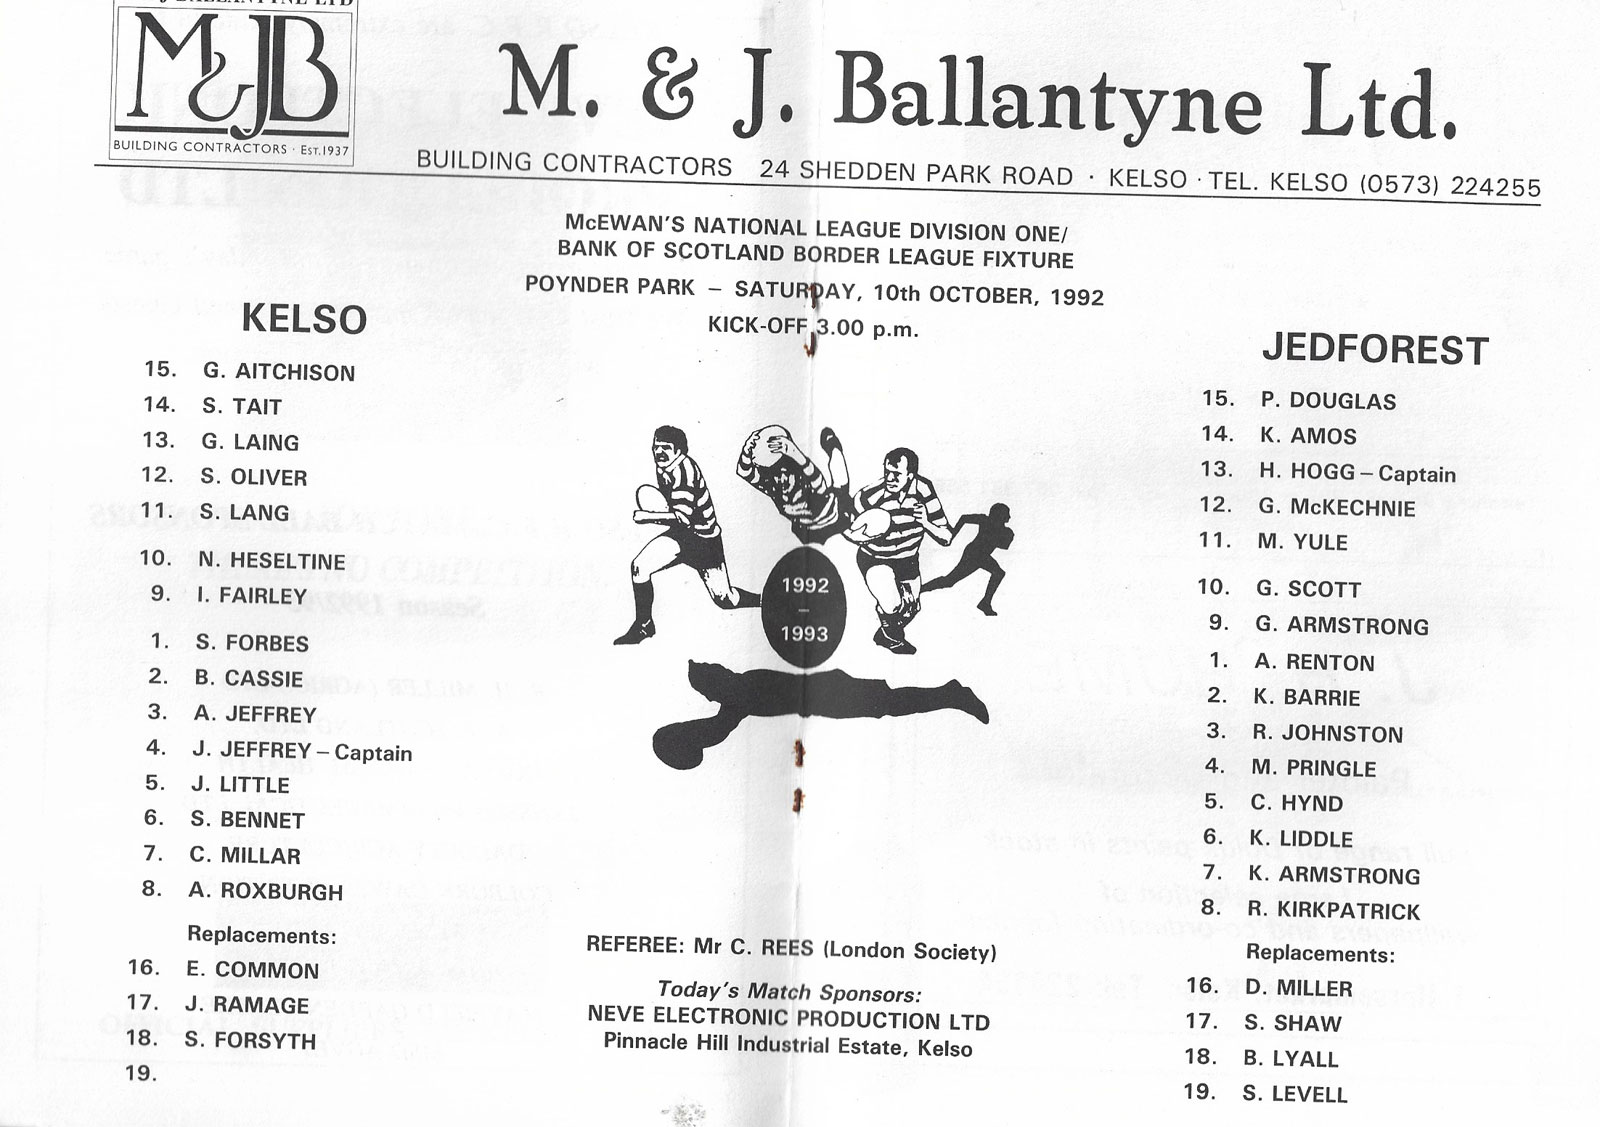 M&JB
BUILDING CONTRACTORS · EST. 1937
M. & J. Ballantyne Ltd.
BUILDING CONTRACTORS 24 SHEDDEN PARK ROAD · KELSO · TEL. KELSO (0573) 224255
McEWAN'S NATIONAL LEAGUE DIVISION ONE/
BANK OF SCOTLAND BORDER LEAGUE FIXTURE
POYNDER PARK – SATURDAY, 10th OCTOBER, 1992
KICK-OFF 3.00 p.m.
KELSO
15. G. AITCHISON
14. S. TAIT
13. G. LAING
12. S. OLIVER
11. S. LANG
10. N. HESELTINE
9. I. FAIRLEY
1. S. FORBES
2. B. CASSIE
3. A. JEFFREY
4. J. JEFFREY – Captain
5. J. LITTLE
6. S. BENNET
7. C. MILLAR
8. A. ROXBURGH
Replacements:
16. E. COMMON
17. J. RAMAGE
18. S. FORSYTH
19.
1992
–
1993
REFEREE: Mr C. REES (London Society)
Today's Match Sponsors:
NEVE ELECTRONIC PRODUCTION LTD
Pinnacle Hill Industrial Estate, Kelso
JEDFOREST
15. P. DOUGLAS
14. K. AMOS
13. H. HOGG – Captain
12. G. McKECHNIE
11. M. YULE
10. G. SCOTT
9. G. ARMSTRONG
1. A. RENTON
2. K. BARRIE
3. R. JOHNSTON
4. M. PRINGLE
5. C. HYND
6. K. LIDDLE
7. K. ARMSTRONG
8. R. KIRKPATRICK
Replacements:
16. D. MILLER
17. S. SHAW
18. B. LYALL
19. S. LEVELL